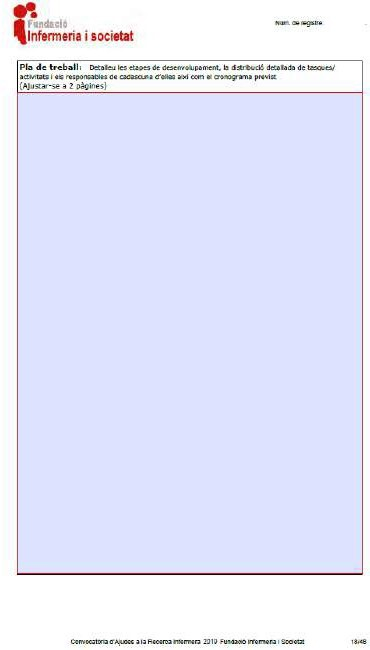 Fundació
Infermeria i societat
Núm. de registre
Pla de treball: Detalleu les etapes de desenvolupament, la distribució detallada de tasques/
activitats i els responsables de cadascuna d'elles així com el cronograma previst
(Ajustar-se a 2 pàgines)
Convocatòria d'Ajudes a la Recerca Infermera 2019 Fundació Infermeria i Societat
18/48